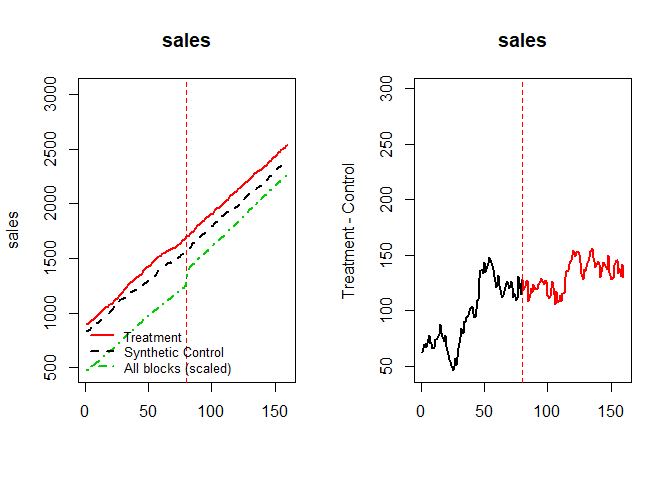 sales
sales
3000
2500
2000
1500
1000
500
sales
Treatment
Synthetic Control
All blocks (scaled)
0 50 100 150
300
250
200
150
100
50
Treatment - Control
0 50 100 150